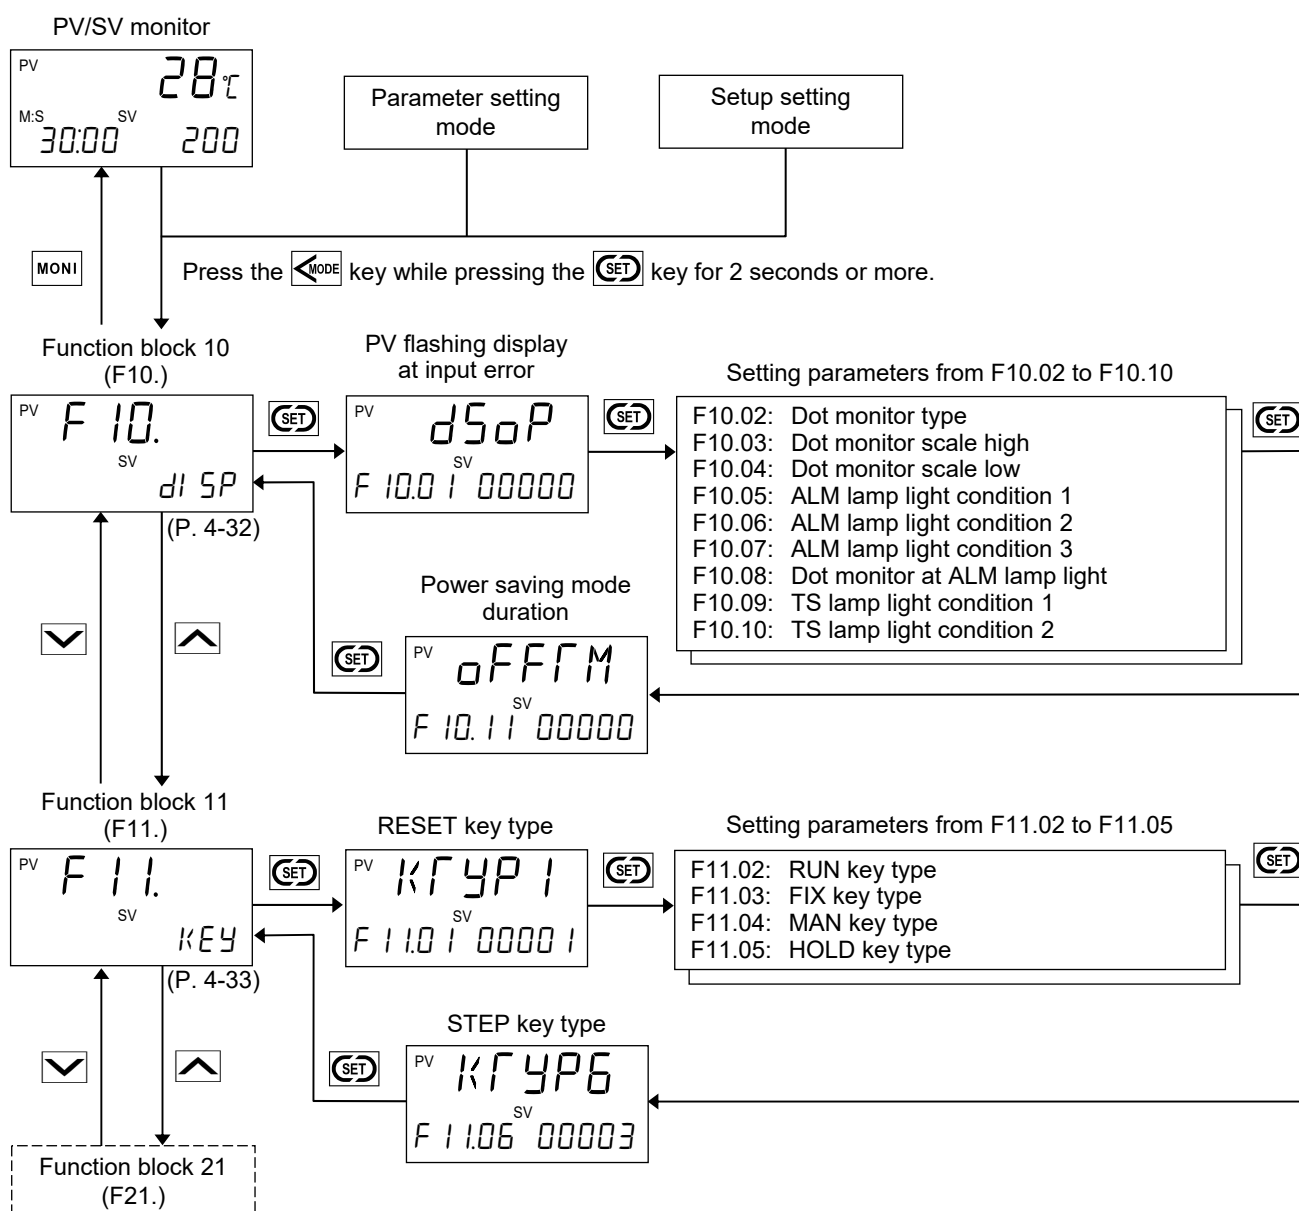 PV/SV monitor
PV
28℃
M:S SV
30:00 200
Parameter setting
mode
Setup setting
mode
MONI
Press the <MODE key while pressing the SET key for 2 seconds or more.
Function block 10
(F10.)
PV F 10.
SV
dI SP
(P. 4-32)
SET
PV flashing display
at input error
PV dSoP
SV
F 10.01 00000
SET
Setting parameters from F10.02 to F10.10
F10.02: Dot monitor type
F10.03: Dot monitor scale high
F10.04: Dot monitor scale low
F10.05: ALM lamp light condition 1
F10.06: ALM lamp light condition 2
F10.07: ALM lamp light condition 3
F10.08: Dot monitor at ALM lamp light
F10.09: TS lamp light condition 1
F10.10: TS lamp light condition 2
SET
Power saving mode
duration
SET
PV oFFTM
SV
F 10.11 00000
Function block 11
(F11.)
PV F 11.
SV
KEY
(P. 4-33)
SET
RESET key type
PV KTYP1
SV
F 11.01 00001
SET
Setting parameters from F11.02 to F11.05
F11.02: RUN key type
F11.03: FIX key type
F11.04: MAN key type
F11.05: HOLD key type
SET
STEP key type
SET
PV KTYP6
SV
F 11.06 00003
Function block 21
(F21.)